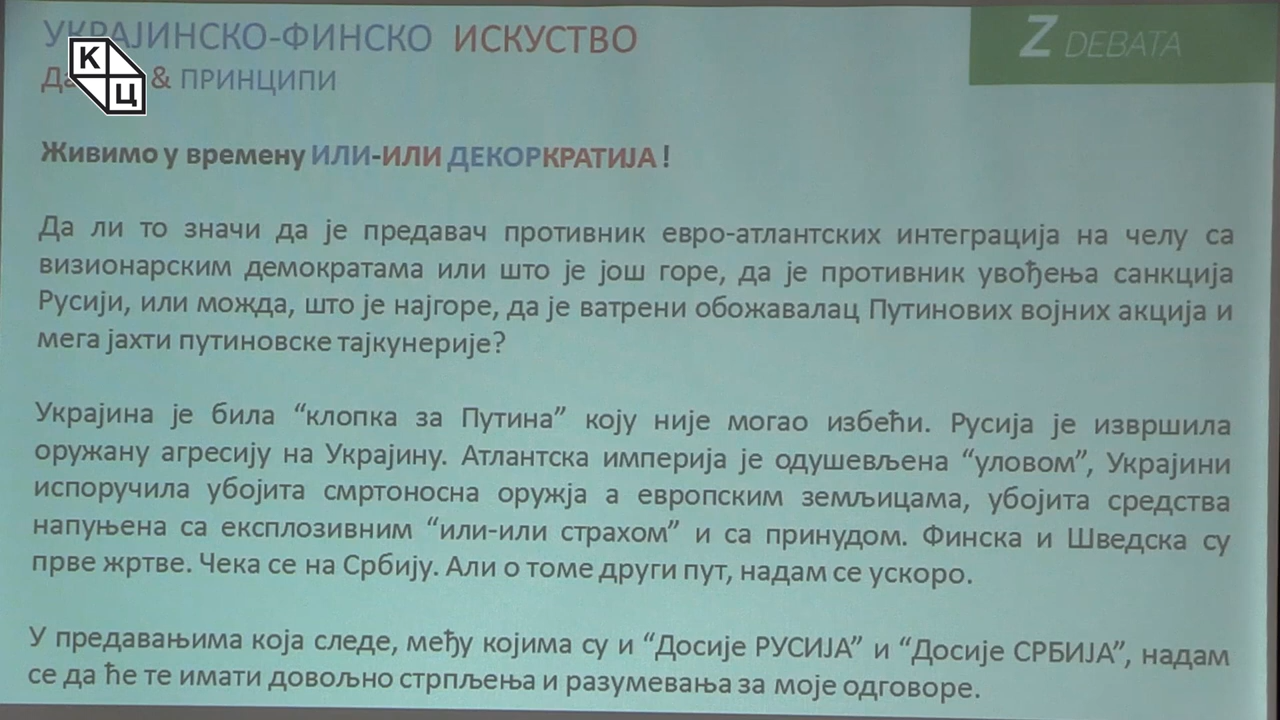 УКРАЈИНСКО-ФИНСКО ИСКУСТВО
Z DEBATA
К
Ц
& ПРИНЦИПИ
Живимо у времену ИЛИ-ИЛИ ДЕКОРКРАТИЈА !
Да ли то значи да је предавач противник евро-атлантских интеграција на челу са
визионарским демократама или што је још горе, да је противник увођења санкција
Русији, или можда, што је најгоре, да је ватрени обожавалац Путинових војних акција и
мега јахти путиновске тајкунерије?
Украјина је била “клопка за Путина” коју није могао избећи. Русија је извршила
оружану агресију на Украјину. Атлантска империја је одушевљена “уловом”, Украјини
испоручила убојита смртоносна оружја а европским земљицама, убојита средства
напуњена са експлозивним “или-или страхом” и са принудом. Финска и Шведска су
прве жртве. Чека се на Србију. Али о томе други пут, надам се ускоро.
У предавањима која следе, међу којима су и “Досије РУСИЈА” и “Досије СРБИЈА”, надам
се да ће те имати довољно стрпљења и разумевања за моје одговоре.